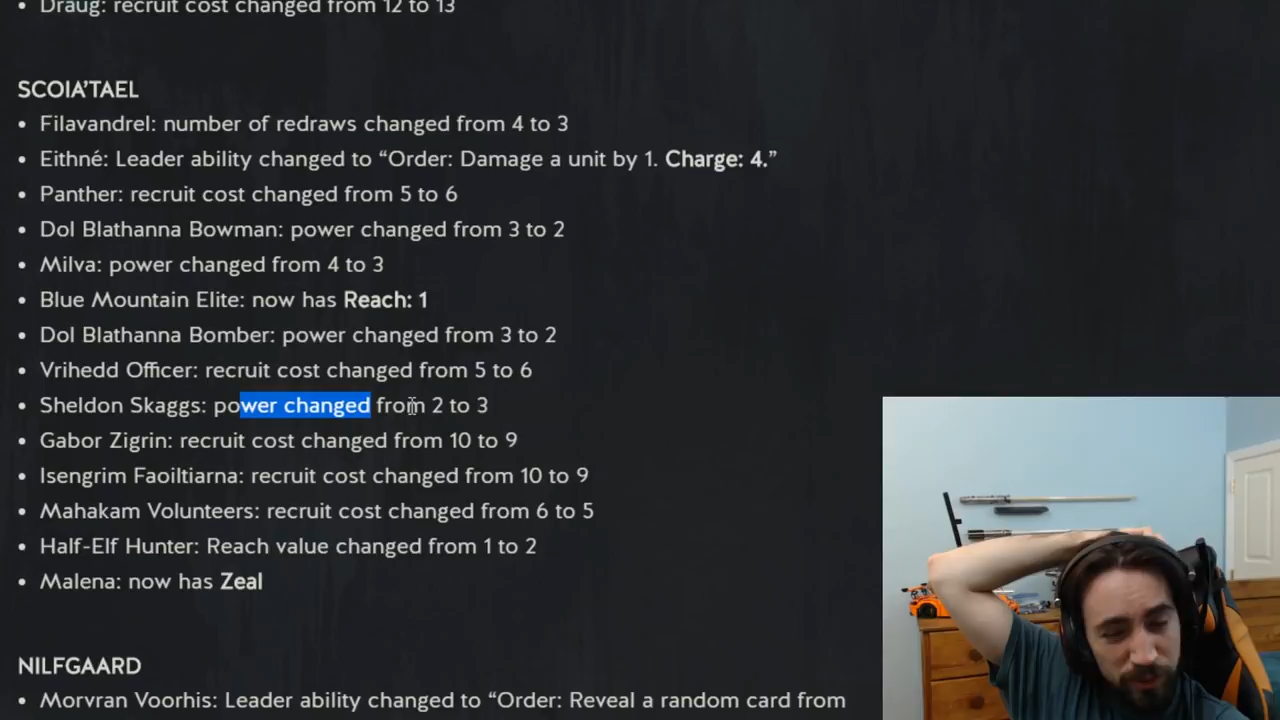 • Draug: recruit cost changed from 12 to 13
SCOIA'TAEL
• Filavandrel: number of redraws changed from 4 to 3
• Eithné: Leader ability changed to “Order: Damage a unit by 1. Charge: 4.”
• Panther: recruit cost changed from 5 to 6
• Dol Blathanna Bowman: power changed from 3 to 2
• Milva: power changed from 4 to 3
• Blue Mountain Elite: now has Reach: 1
• Dol Blathanna Bomber: power changed from 3 to 2
• Vrihedd Officer: recruit cost changed from 5 to 6
• Sheldon Skaggs: power changed from 2 to 3
• Gabor Zigrin: recruit cost changed from 10 to 9
• Isengrim Faoiltiarna: recruit cost changed from 10 to 9
• Mahakam Volunteers: recruit cost changed from 6 to 5
• Half-Elf Hunter: Reach value changed from 1 to 2
• Malena: now has Zeal
NILFGAARD
• Morvran Voorhis: Leader ability changed to “Order: Reveal a random card from